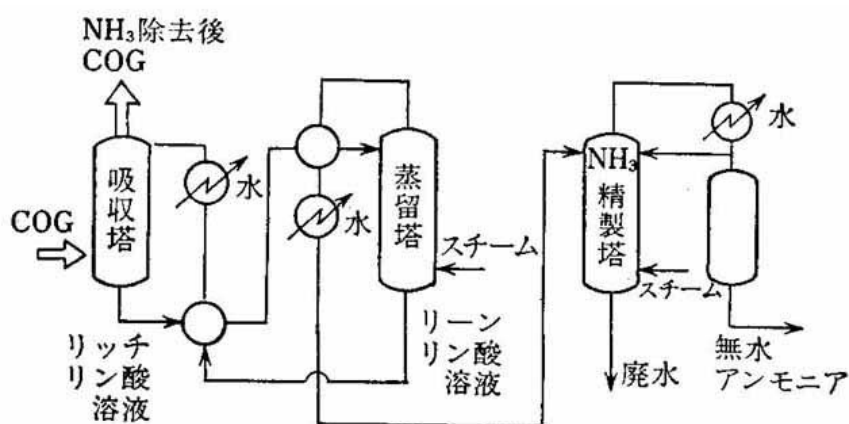 NH₃除去後
COG
COG
吸収塔
水
リッチ
リン酸
溶液
水
蒸留塔
スチーム
リーン
リン酸
溶液
NH₃
精製塔
水
スチーム
廃水
無水
アンモニア